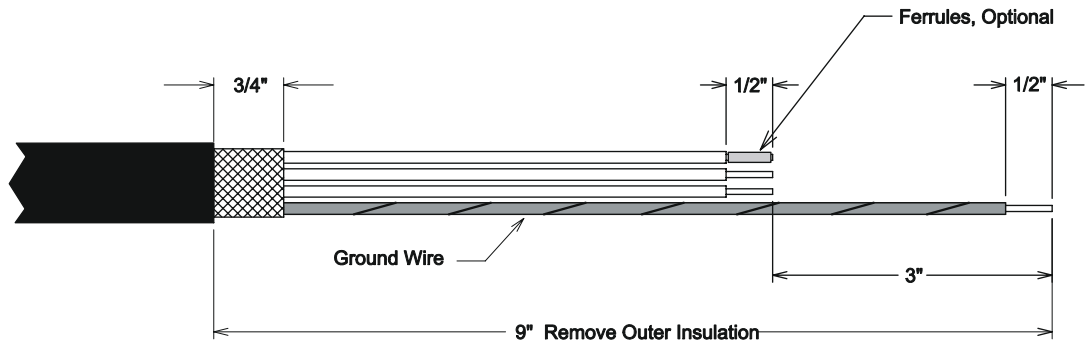 Ferrules, Optional
3/4"
1/2"
1/2"
Ground Wire
3"
9" Remove Outer Insulation